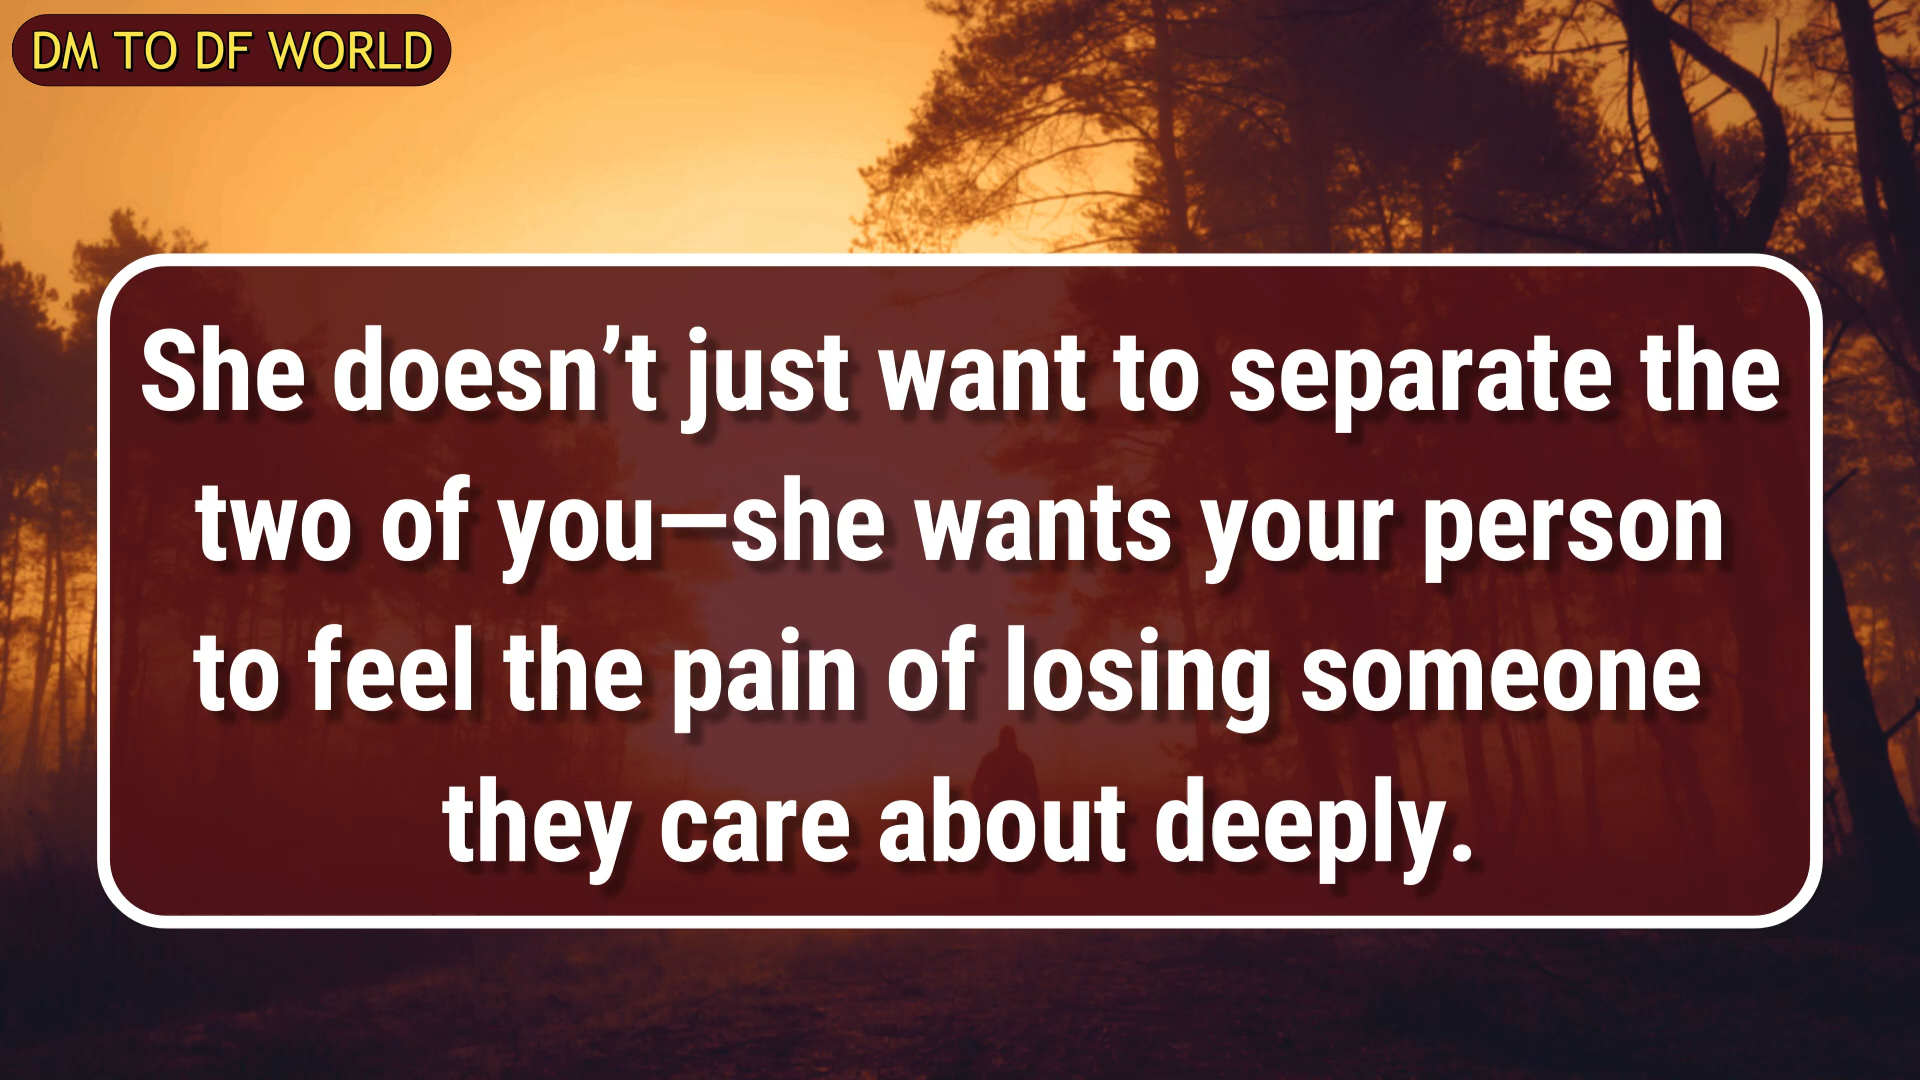 DM TO DF WORLD
She doesn’t just want to separate the
two of you—she wants your person
to feel the pain of losing someone
they care about deeply.